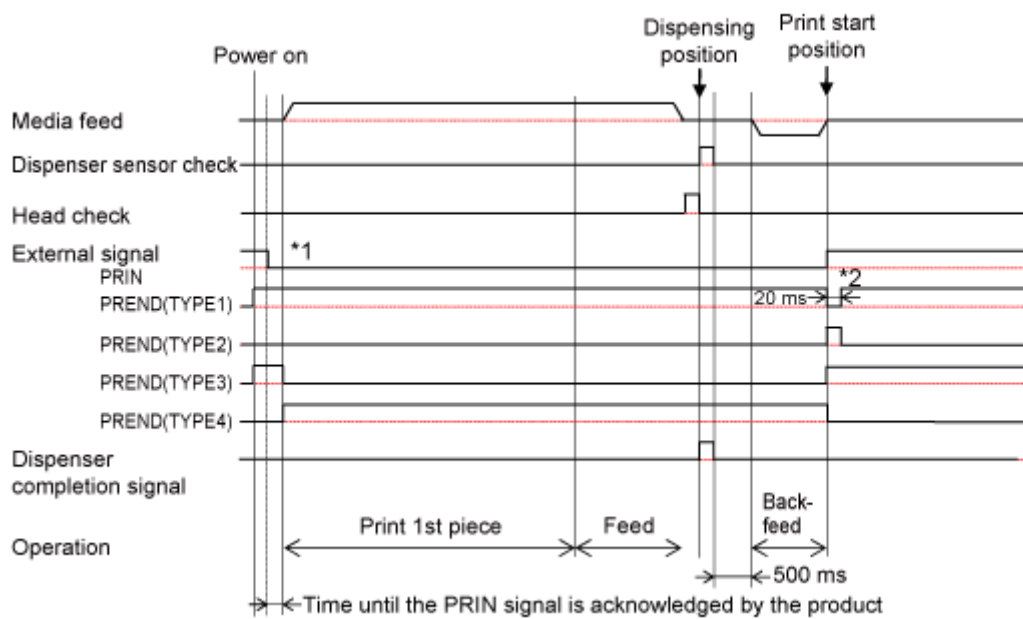 Dispensing
position
Print start
position
Power on
Media feed
Dispenser sensor check
Head check
External signal
*1
PRIN
*2
PREND(TYPE1)
20 ms
PREND(TYPE2)
PREND(TYPE3)
PREND(TYPE4)
Dispenser
completion signal
Operation
Print 1st piece
Feed
Back-
feed
500 ms
Time until the PRIN signal is acknowledged by the product